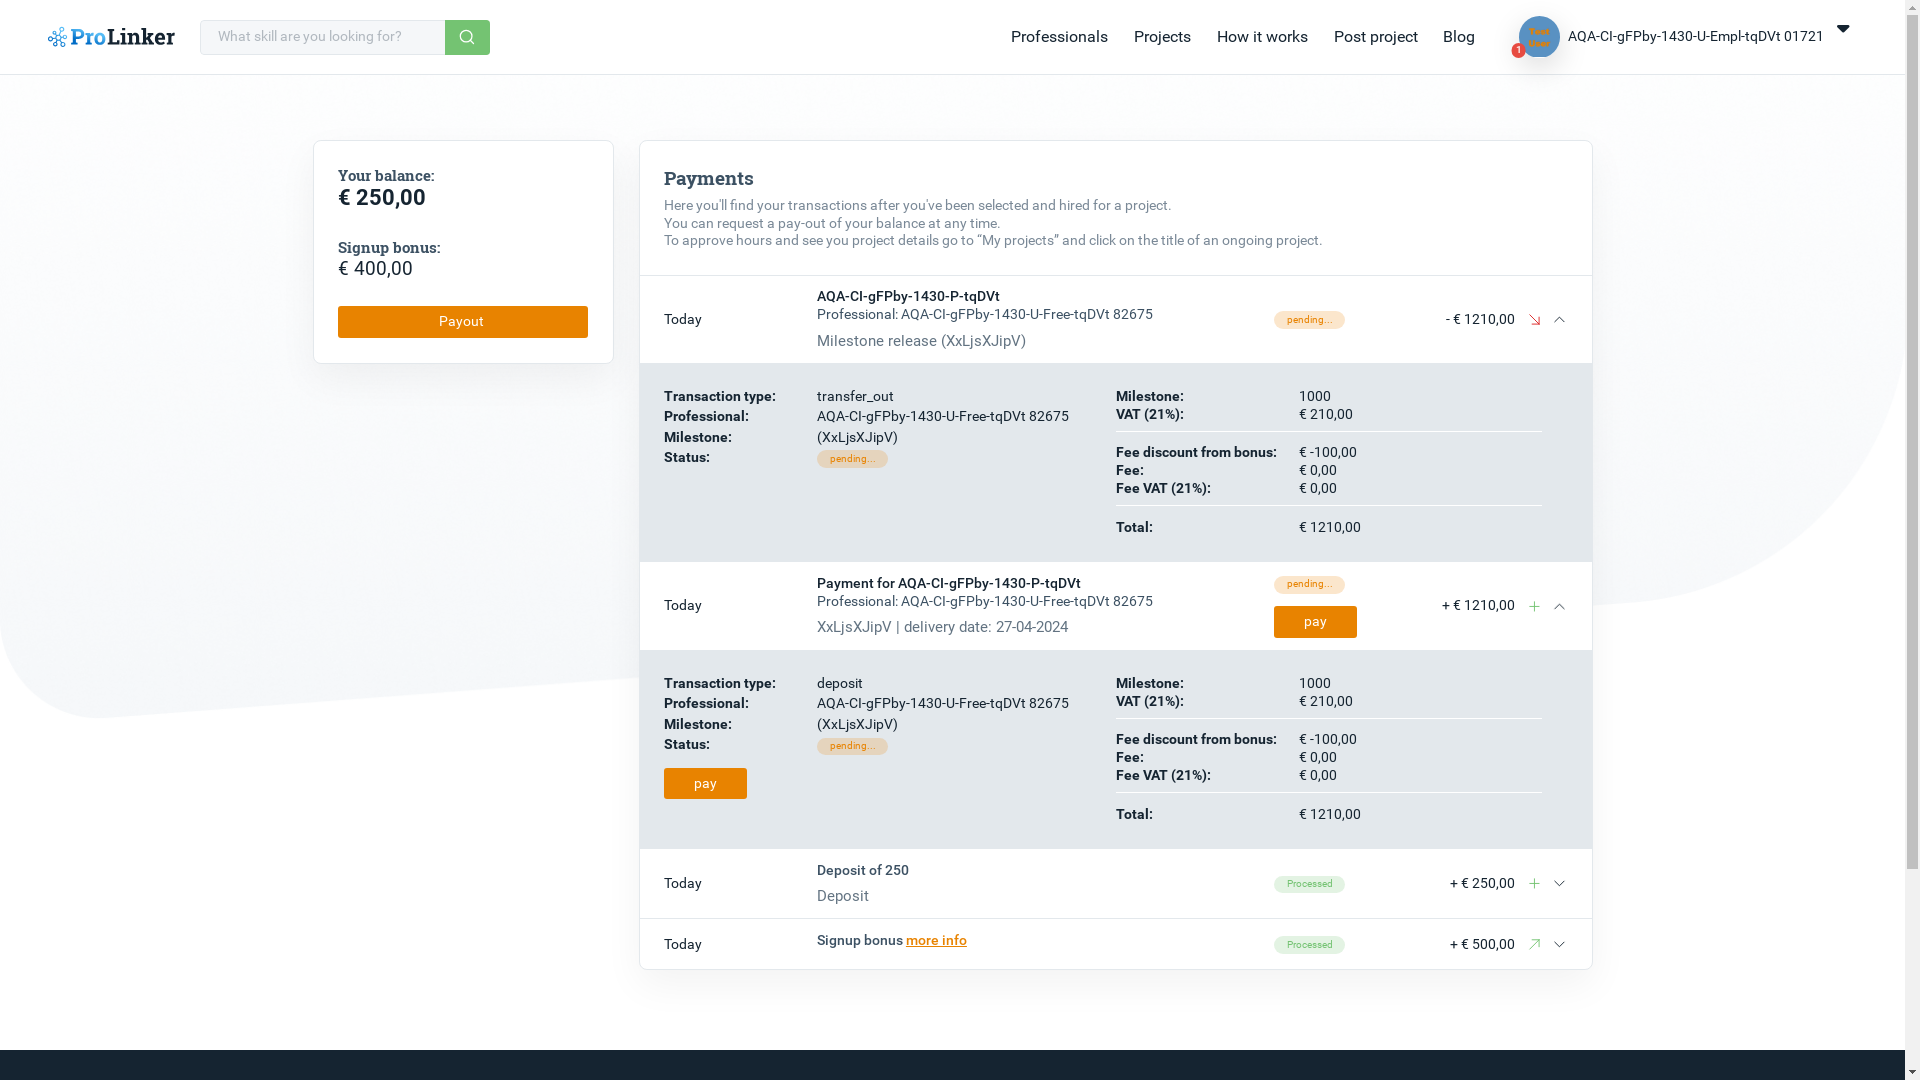 ProLinker
What skill are you looking for?
Professionals
Projects
How it works
Post project
Blog
Test
User
1
AQA-CI-gFPby-1430-U-Empl-tqDVt 01721
Your balance:
€ 250,00
Signup bonus:
€ 400,00
Payout
Payments
Here you'll find your transactions after you've been selected and hired for a project.
You can request a pay-out of your balance at any time.
To approve hours and see you project details go to “My projects” and click on the title of an ongoing project.
Today
AQA-CI-gFPby-1430-P-tqDVt
Professional: AQA-CI-gFPby-1430-U-Free-tqDVt 82675
Milestone release (XxLjsXJipV)
pending...
- € 1210,00
Transaction type: transfer_out
Professional: AQA-CI-gFPby-1430-U-Free-tqDVt 82675
Milestone: (XxLjsXJipV)
Status: pending...
Milestone: 1000
VAT (21%): € 210,00
Fee discount from bonus: € -100,00
Fee: € 0,00
Fee VAT (21%): € 0,00
Total: € 1210,00
Today
Payment for AQA-CI-gFPby-1430-P-tqDVt
Professional: AQA-CI-gFPby-1430-U-Free-tqDVt 82675
XxLjsXJipV | delivery date: 27-04-2024
pending...
pay
+ € 1210,00
Transaction type: deposit
Professional: AQA-CI-gFPby-1430-U-Free-tqDVt 82675
Milestone: (XxLjsXJipV)
Status: pending...
pay
Milestone: 1000
VAT (21%): € 210,00
Fee discount from bonus: € -100,00
Fee: € 0,00
Fee VAT (21%): € 0,00
Total: € 1210,00
Today
Deposit of 250
Deposit
Processed
+ € 250,00
Today
Signup bonus more info
Processed
+ € 500,00